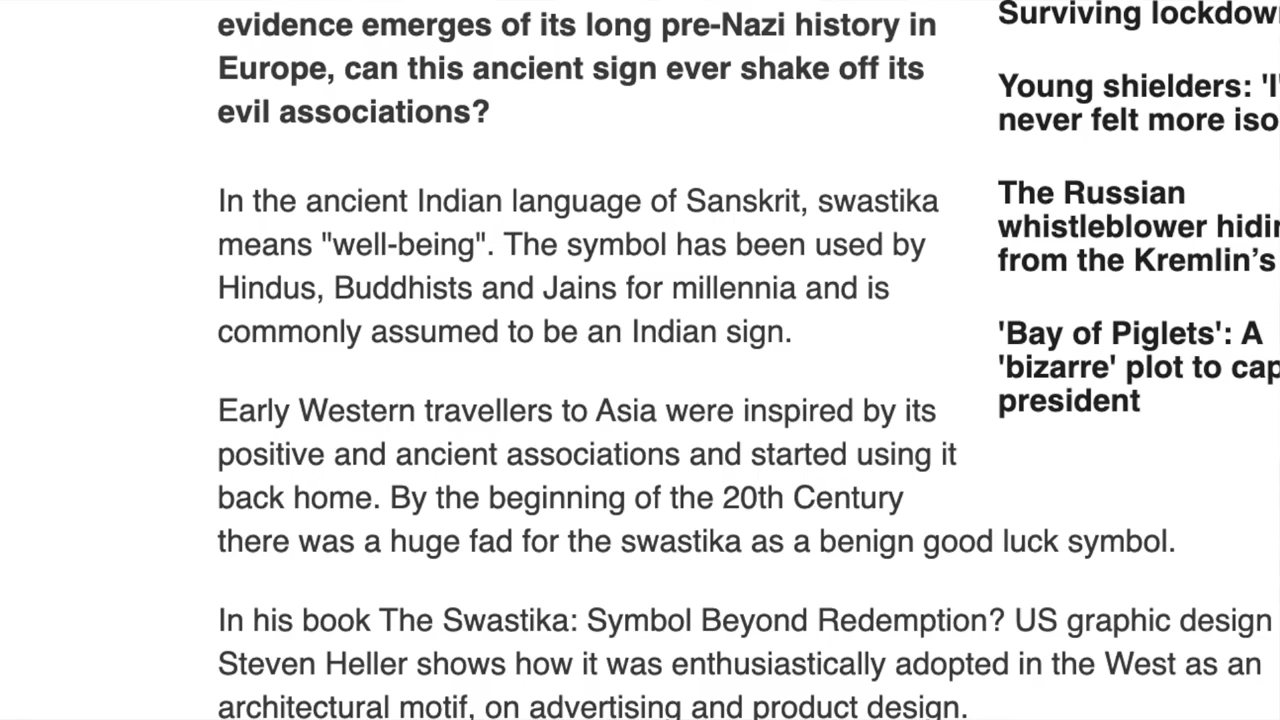 evidence emerges of its long pre-Nazi history in
Europe, can this ancient sign ever shake off its
evil associations?
In the ancient Indian language of Sanskrit, swastika
means "well-being". The symbol has been used by
Hindus, Buddhists and Jains for millennia and is
commonly assumed to be an Indian sign.
Early Western travellers to Asia were inspired by its
positive and ancient associations and started using it
back home. By the beginning of the 20th Century
there was a huge fad for the swastika as a benign good luck symbol.
In his book The Swastika: Symbol Beyond Redemption? US graphic design
Steven Heller shows how it was enthusiastically adopted in the West as an
architectural motif, on advertising and product design.
Surviving
Young shielders:
never felt more
The Russian
whistleblower
from the Kremlin's
'Bay of Piglets': A
'bizarre' plot to
president